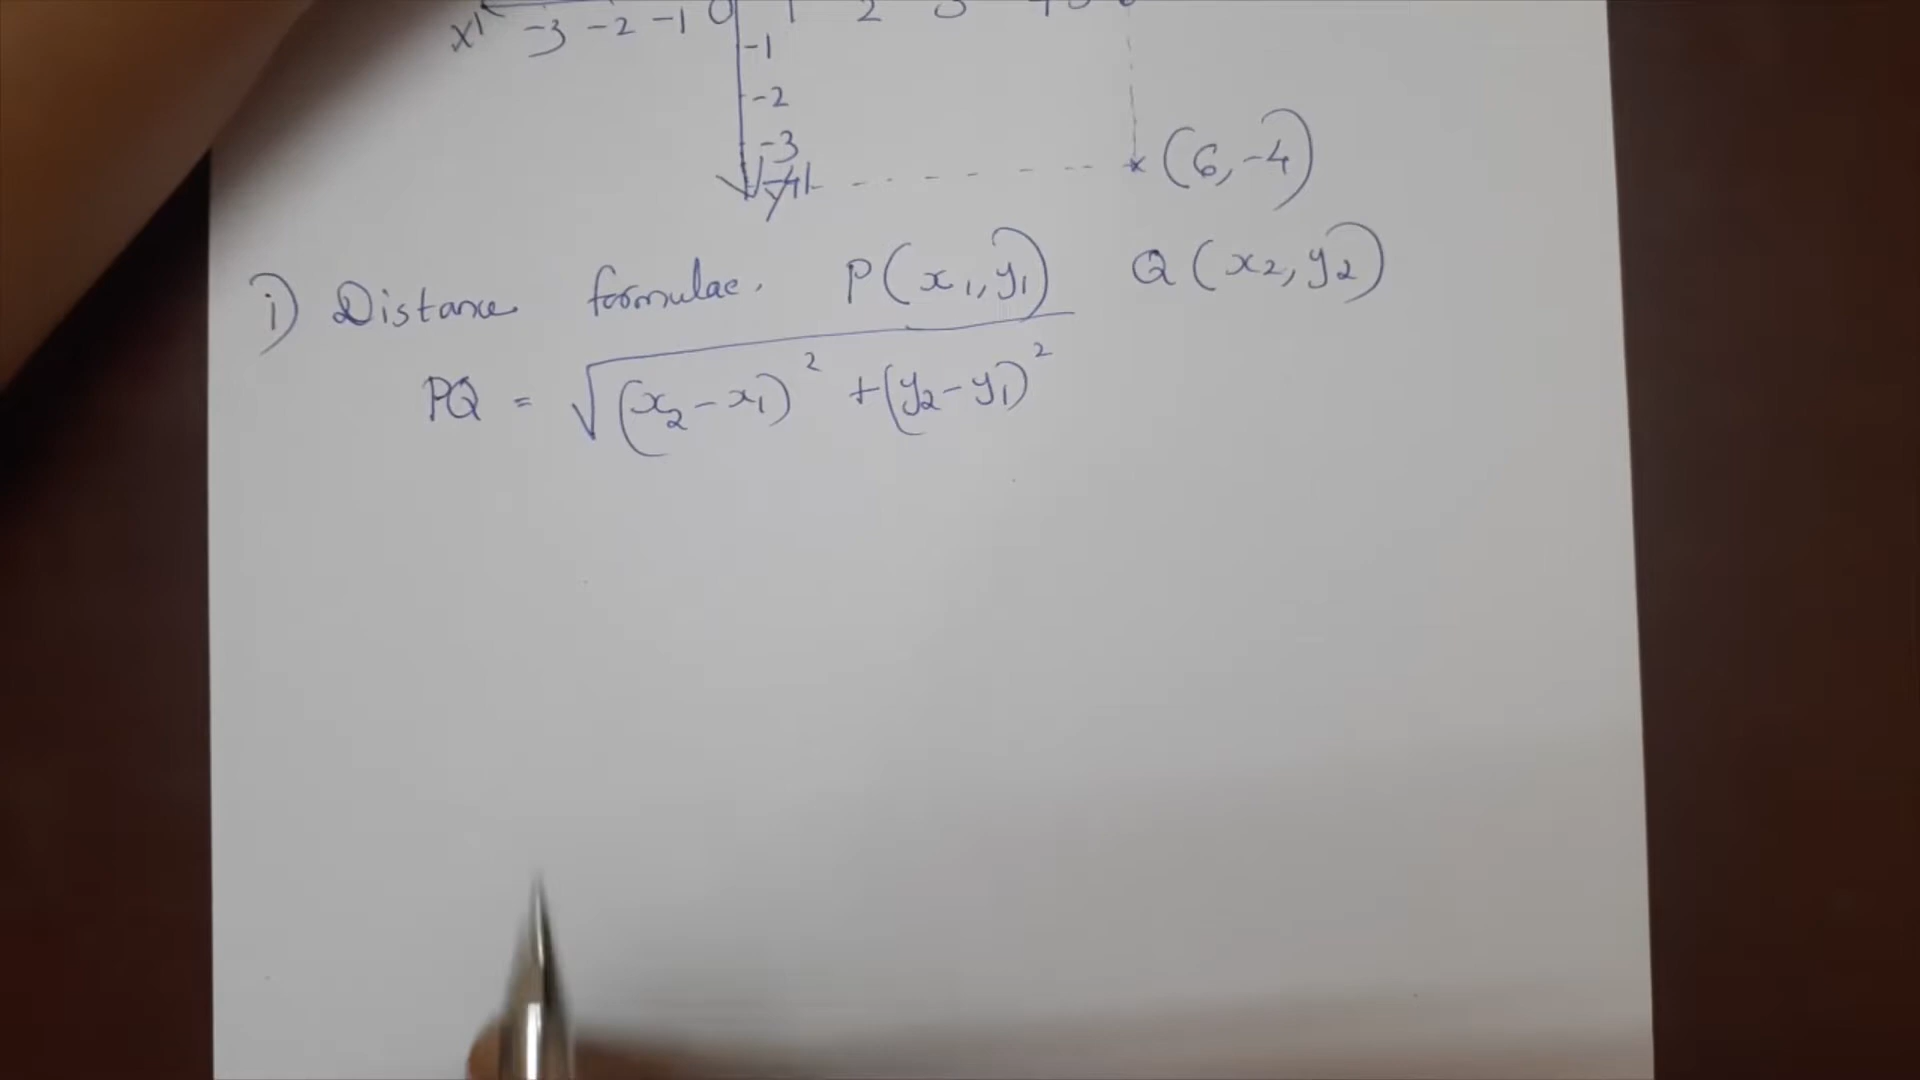 x¹ -3 -2 -1 0 1 2
-1
-2
-3
(6,-4)
i) Distance formulae. P(x₁,y₁) Q(x₂,y₂)
PQ = √(x₂-x₁)² +(y₂-y₁)²